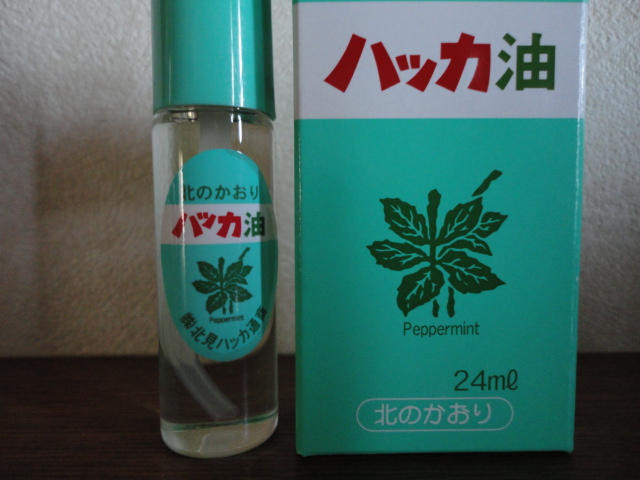 北のかおり
ハッカ油
Peppermint
㈱北見ハッカ通商
ハッカ油
Peppermint
24ml
北のかおり